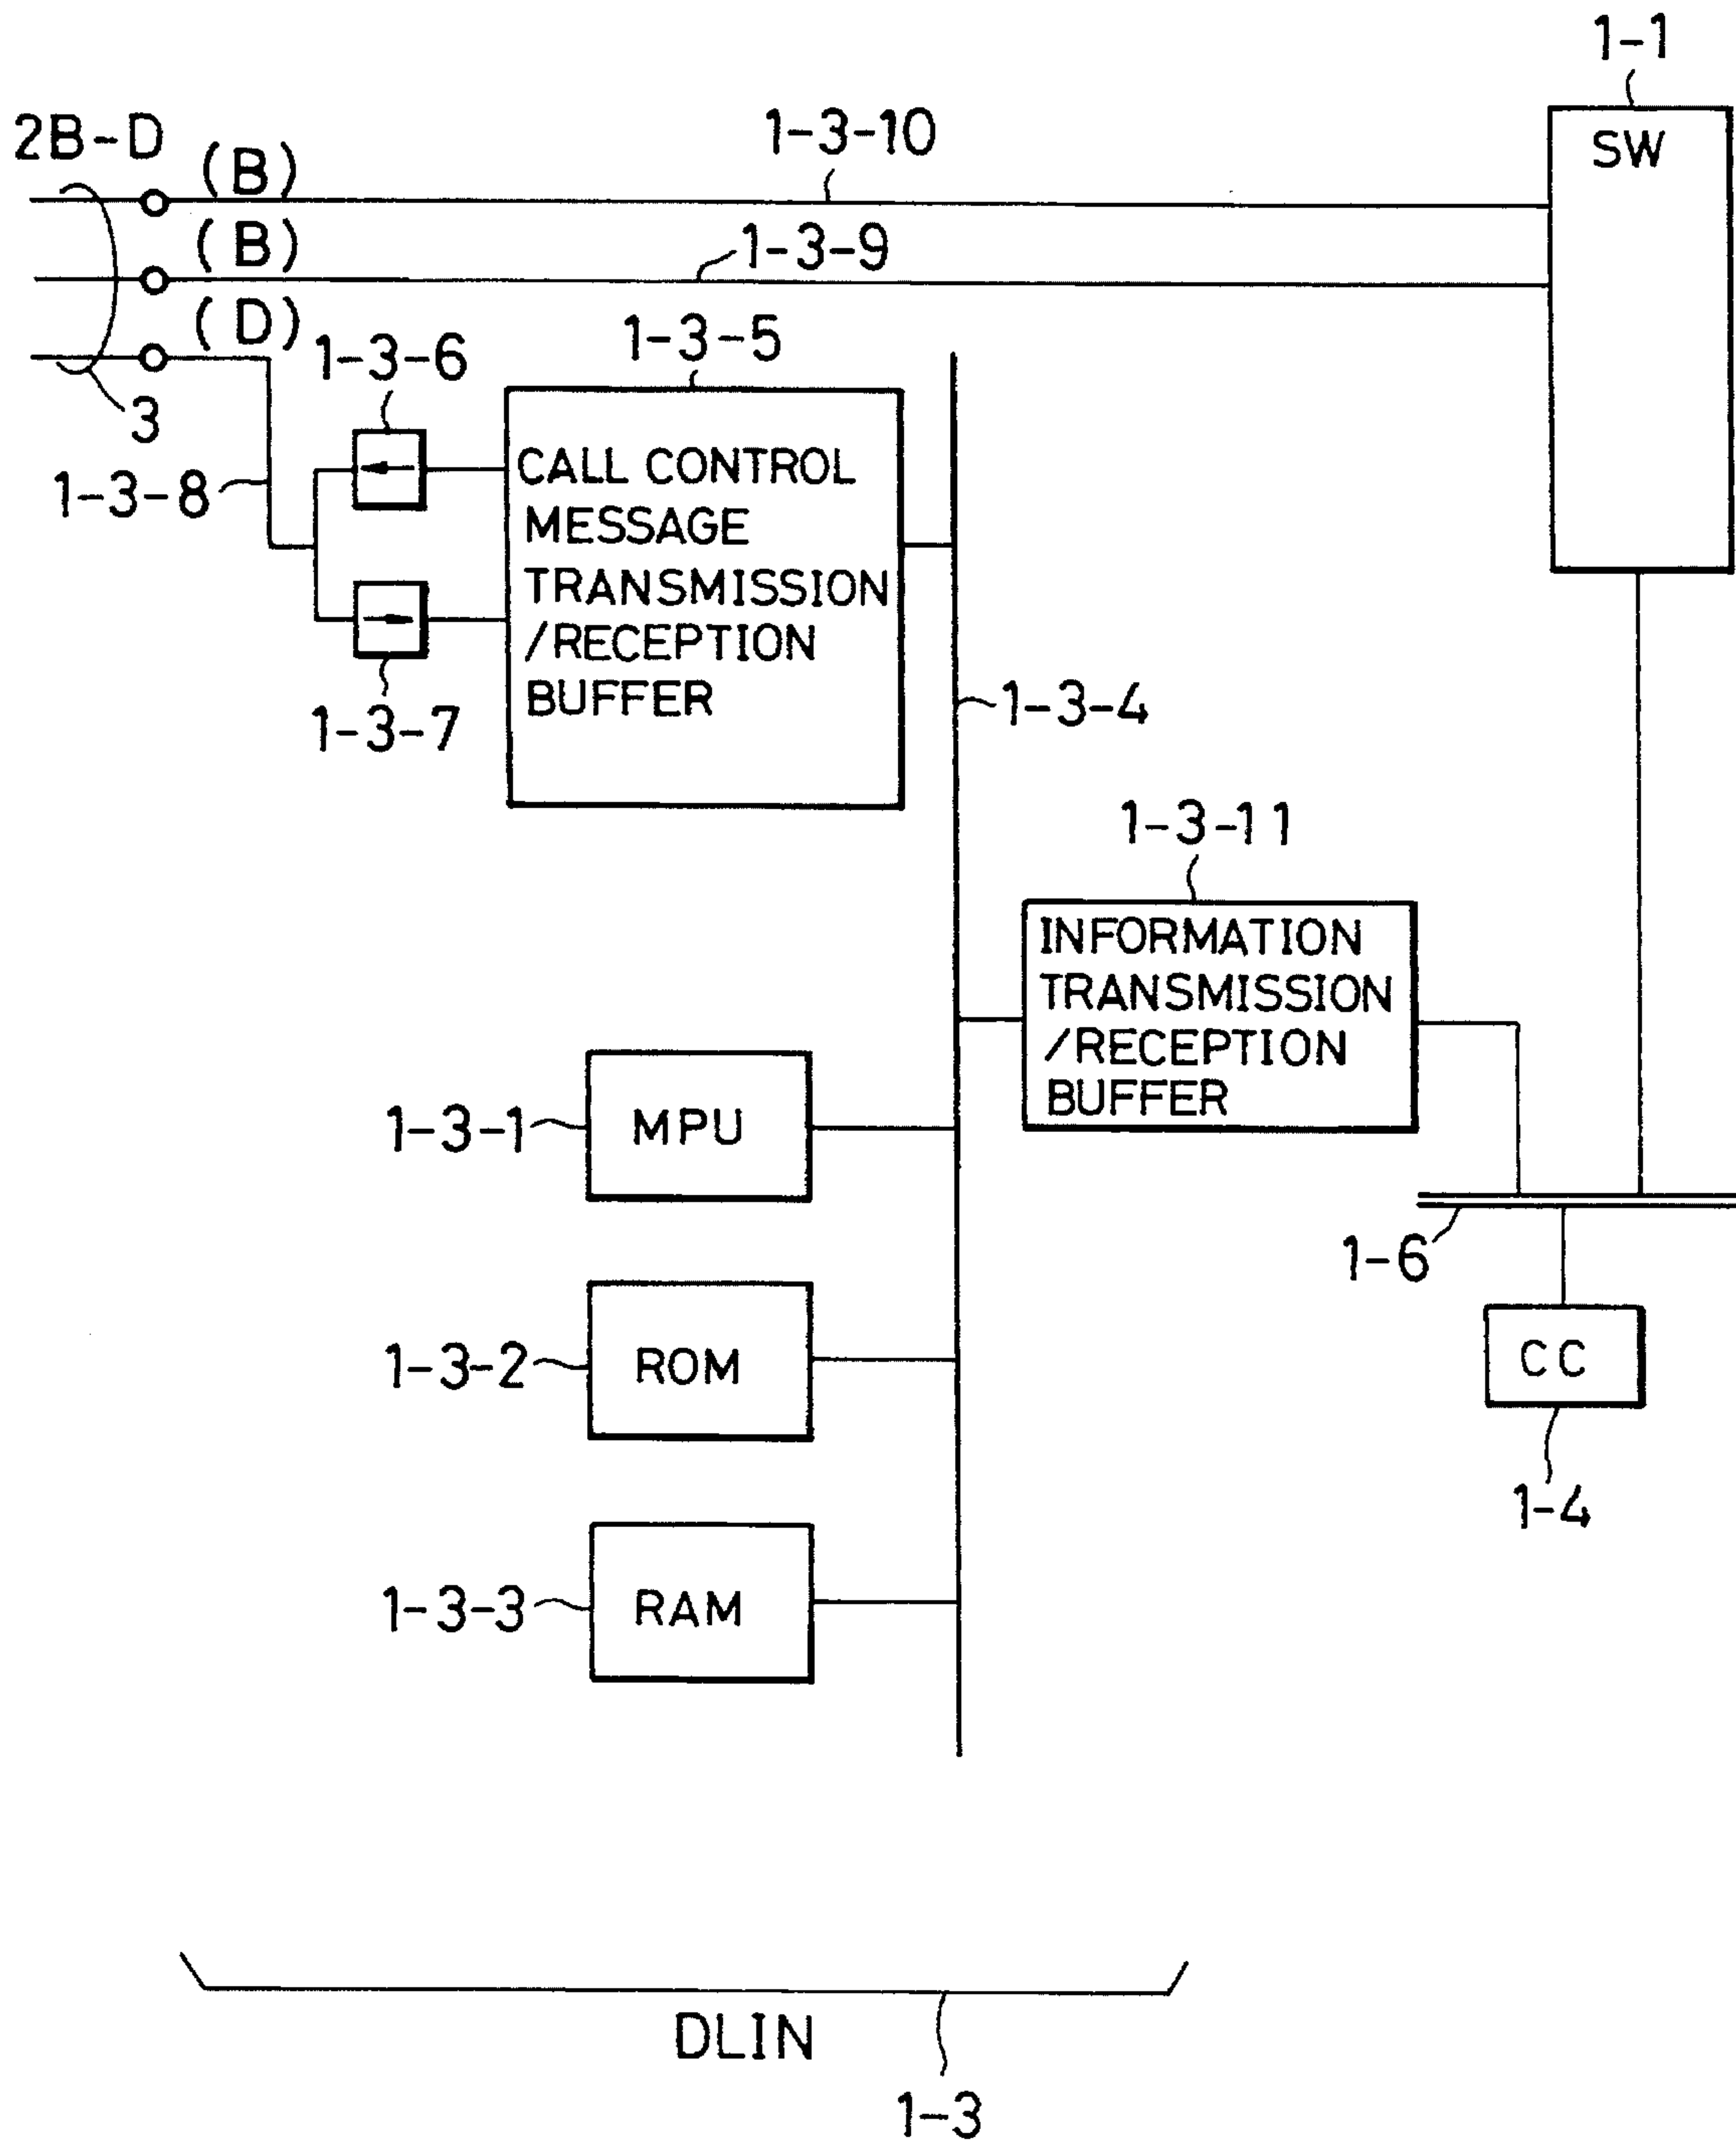 1-1
SW
2B-D
(B)
1-3-10
(B)
1-3-9
(D)
3
1-3-6
1-3-5
1-3-8
CALL CONTROL
MESSAGE
TRANSMISSION
/RECEPTION
BUFFER
1-3-7
1-3-4
1-3-11
INFORMATION
TRANSMISSION
/RECEPTION
BUFFER
1-3-1
MPU
1-6
1-3-2
ROM
CC
1-4
1-3-3
RAM
DLIN
1-3